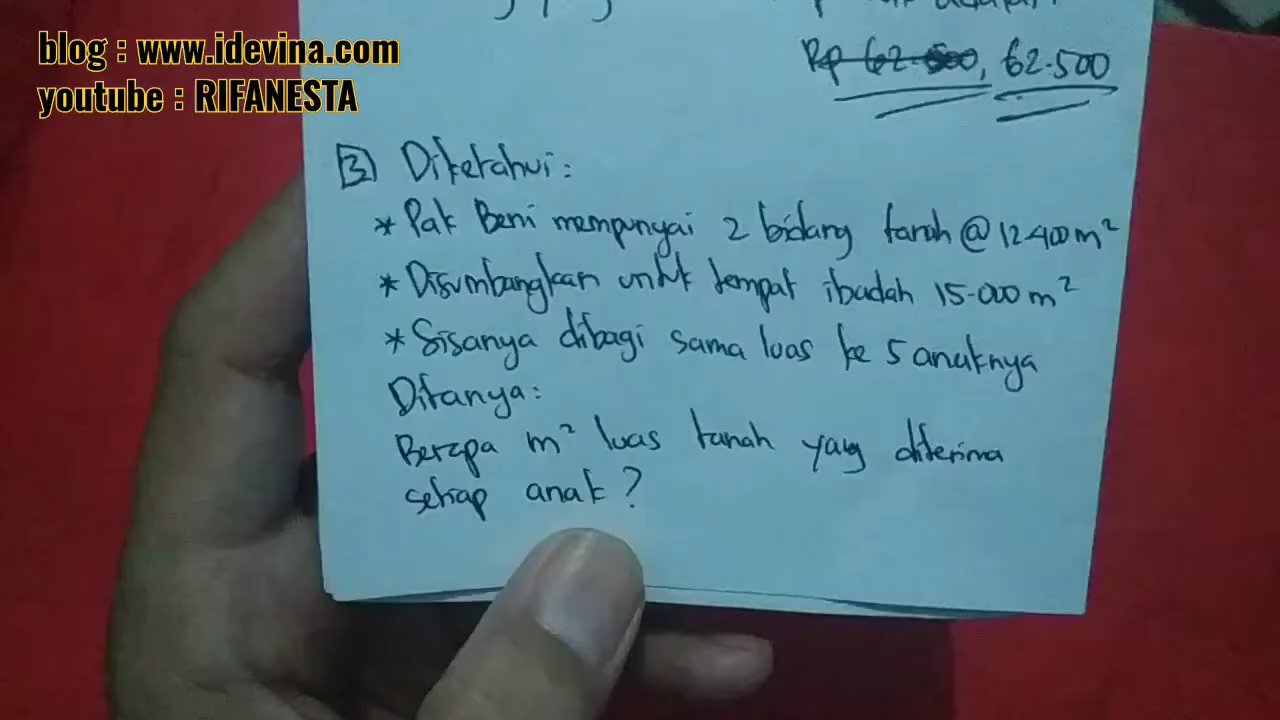 blog : www.idevina.com
youtube : RIFANESTA
Rp 62.500, 62.500
3 Diketahui:
* Pak Beni mempunyai 2 bidang tanah @ 12.400 m²
* Disumbangkan untuk tempat ibadah 15.000 m²
* Sisanya dibagi sama luas ke 5 anaknya
Ditanya:
Berapa m² luas tanah yang diterima
setiap anak?